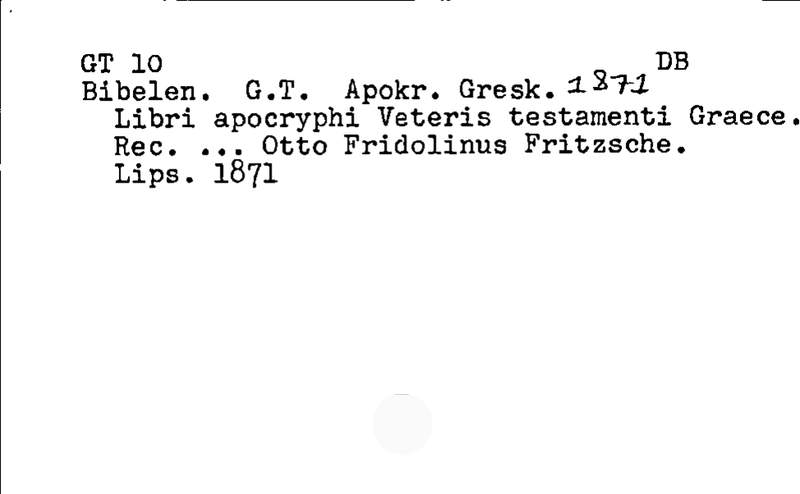 GT 10 DB
Bibelen. G.T. Apokr. Gresk. 1871
Libri apocryphi Veteris testamenti Graece.
Rec. ... Otto Fridolinus Fritzsche.
Lips. 1871